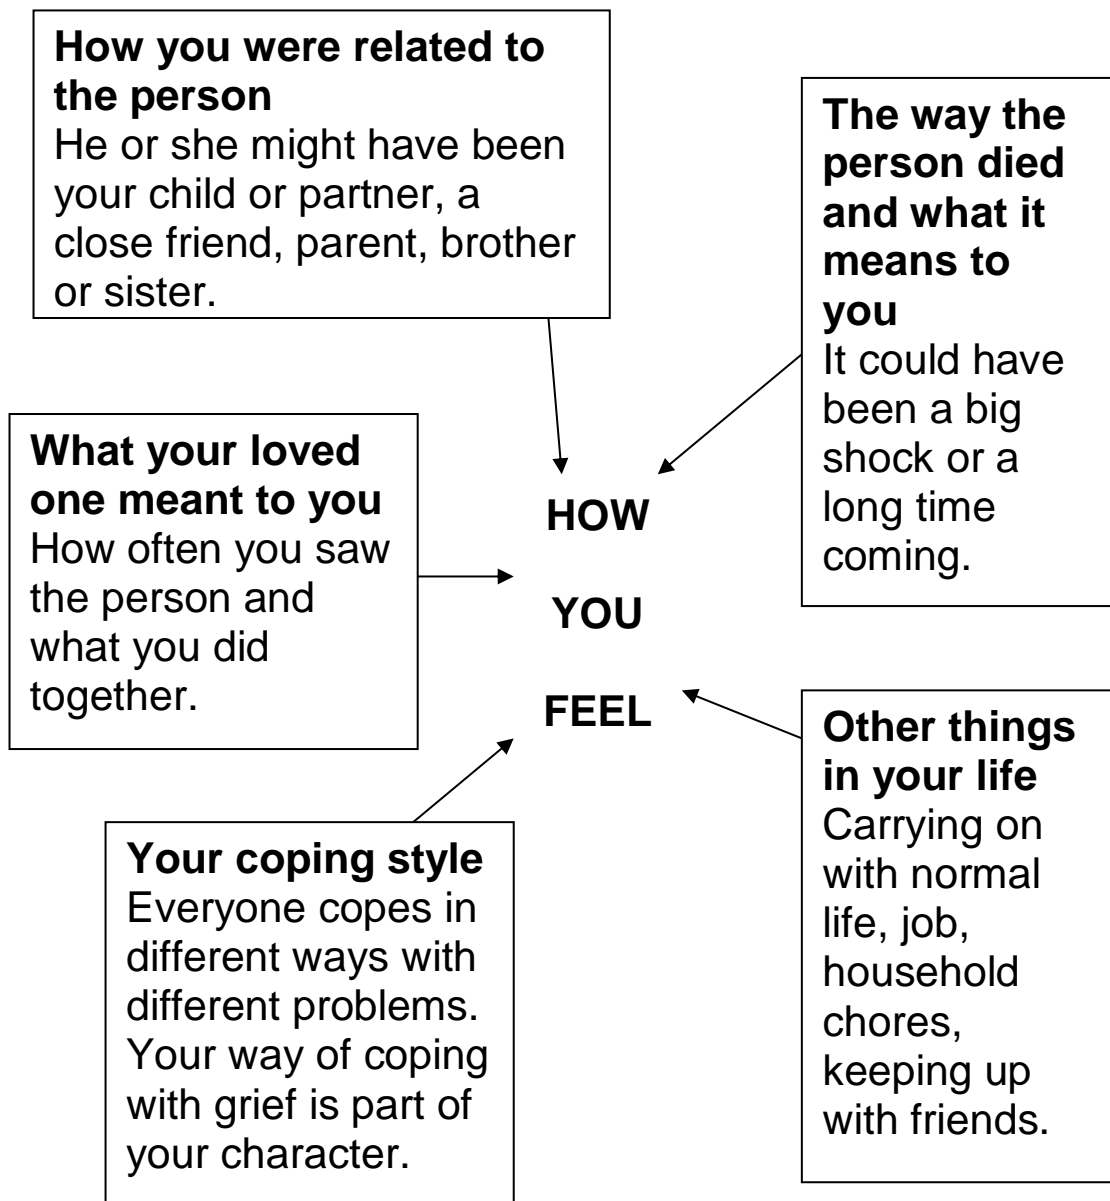 How you were related to
the person
He or she might have been
your child or partner, a
close friend, parent, brother
or sister.
The way the
person died
and what it
means to
you
It could have
been a big
shock or a
long time
coming.
What your loved
one meant to you
How often you saw
the person and
what you did
together.
HOW
YOU
FEEL
Your coping style
Everyone copes in
different ways with
different problems.
Your way of coping
with grief is part of
your character.
Other things
in your life
Carrying on
with normal
life, job,
household
chores,
keeping up
with friends.